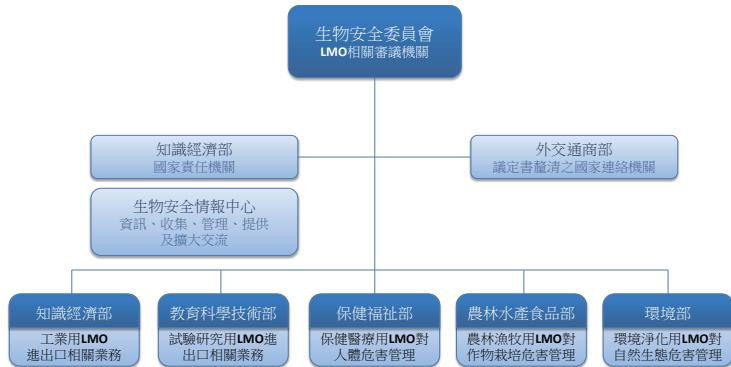 生物安全委員會
LMO相關審議機關
知識經濟部
國家責任機關
外交通商部
議定書釐清之國家連絡機關
生物安全情報中心
資訊、收集、管理、提供
及擴大交流
知識經濟部
工業用LMO
進出口相關業務
教育科學技術部
試驗研究用LMO進
出口相關業務
保健福祉部
保健醫療用LMO對
人體危害管理
農林水產食品部
農林漁牧用LMO對
作物栽培危害管理
環境部
環境淨化用LMO對
自然生態危害管理